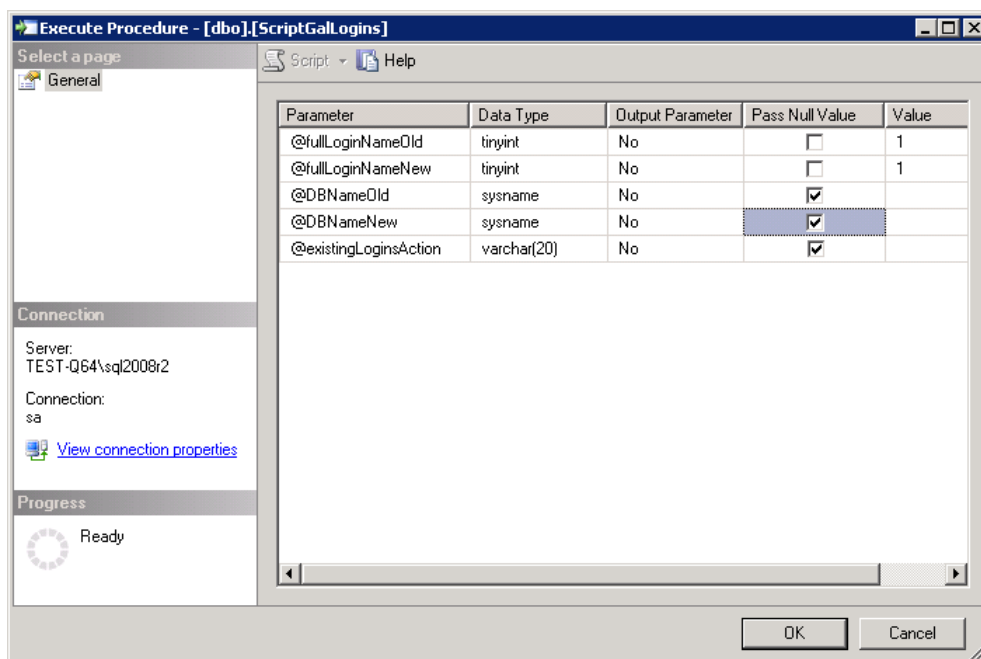 Execute Procedure - [dbo].[ScriptGalLogins]
Select a page
General
Script Help
Parameter Data Type Output Parameter Pass Null Value Value
@fullLoginNameOld tinyint No 1
@fullLoginNameNew tinyint No 1
@DBNameOld sysname No
@DBNameNew sysname No
@existingLoginsAction varchar(20) No
Connection
Server:
TEST-Q64\sql2008r2
Connection:
sa
View connection properties
Progress
Ready
OK Cancel